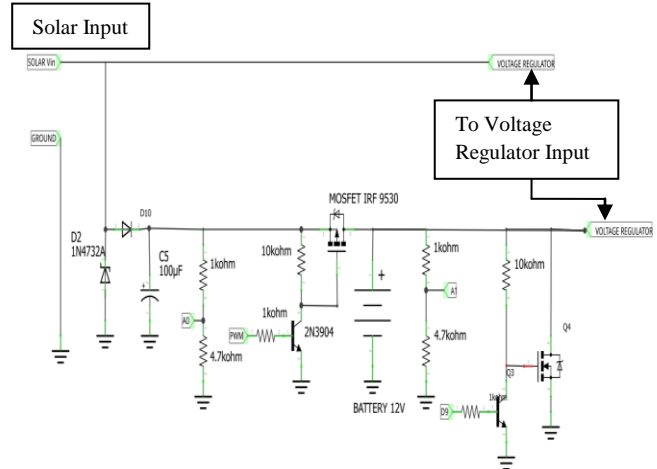 Solar Input
SOLAR Vin
VOLTAGE REGULATOR
To Voltage
Regulator Input
GROUND
MOSFET IRF 9530
D10
D2
1N4732A
C5
100μF
1kohm
10kohm
1kohm
10kohm
VOLTAGE REGULATOR
A0
A1
1kohm
PWM
2N3904
4.7kohm
4.7kohm
Q4
Q3
BATTERY 12V
1kohm
D9